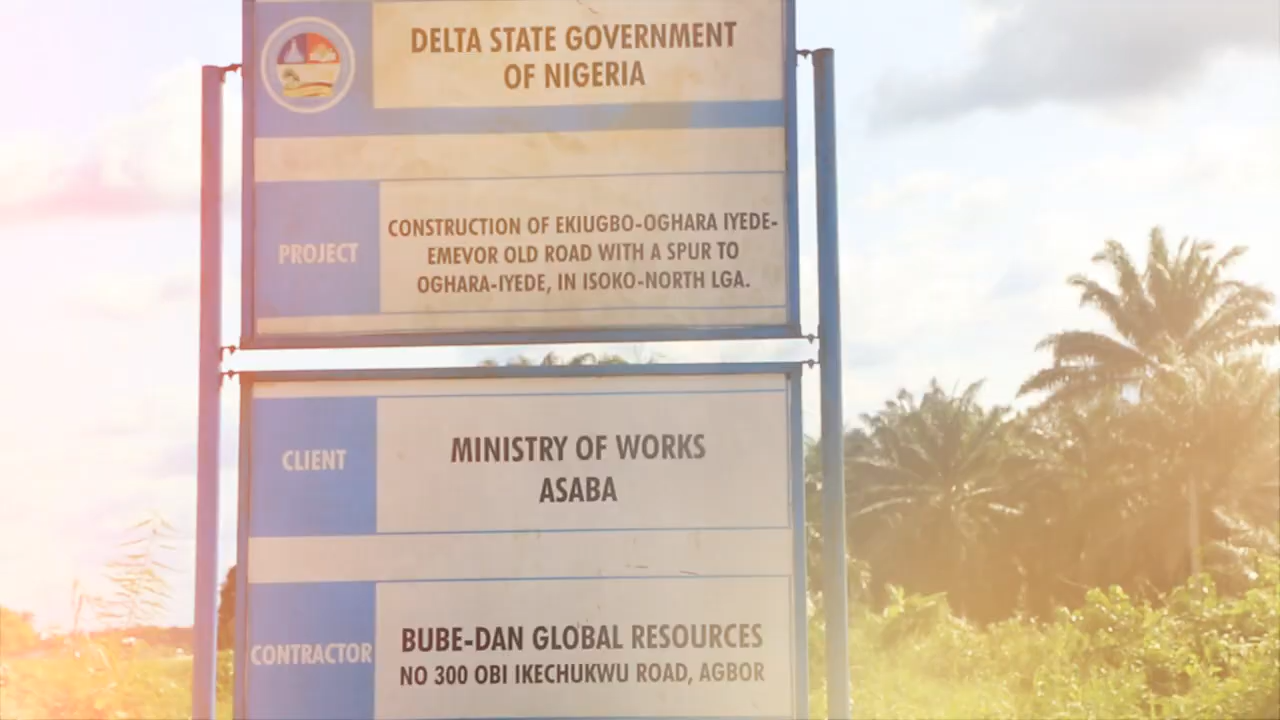 DELTA STATE GOVERNMENT
OF NIGERIA
PROJECT
CONSTRUCTION OF EKIUGBO-OGHARA IYEDE-
EMEVOR OLD ROAD WITH A SPUR TO
OGHARA-IYEDE, IN ISOKO-NORTH LGA.
CLIENT
MINISTRY OF WORKS
ASABA
CONTRACTOR
BUBE-DAN GLOBAL RESOURCES
NO 300 OBI IKECHUKWU ROAD, AGBOR